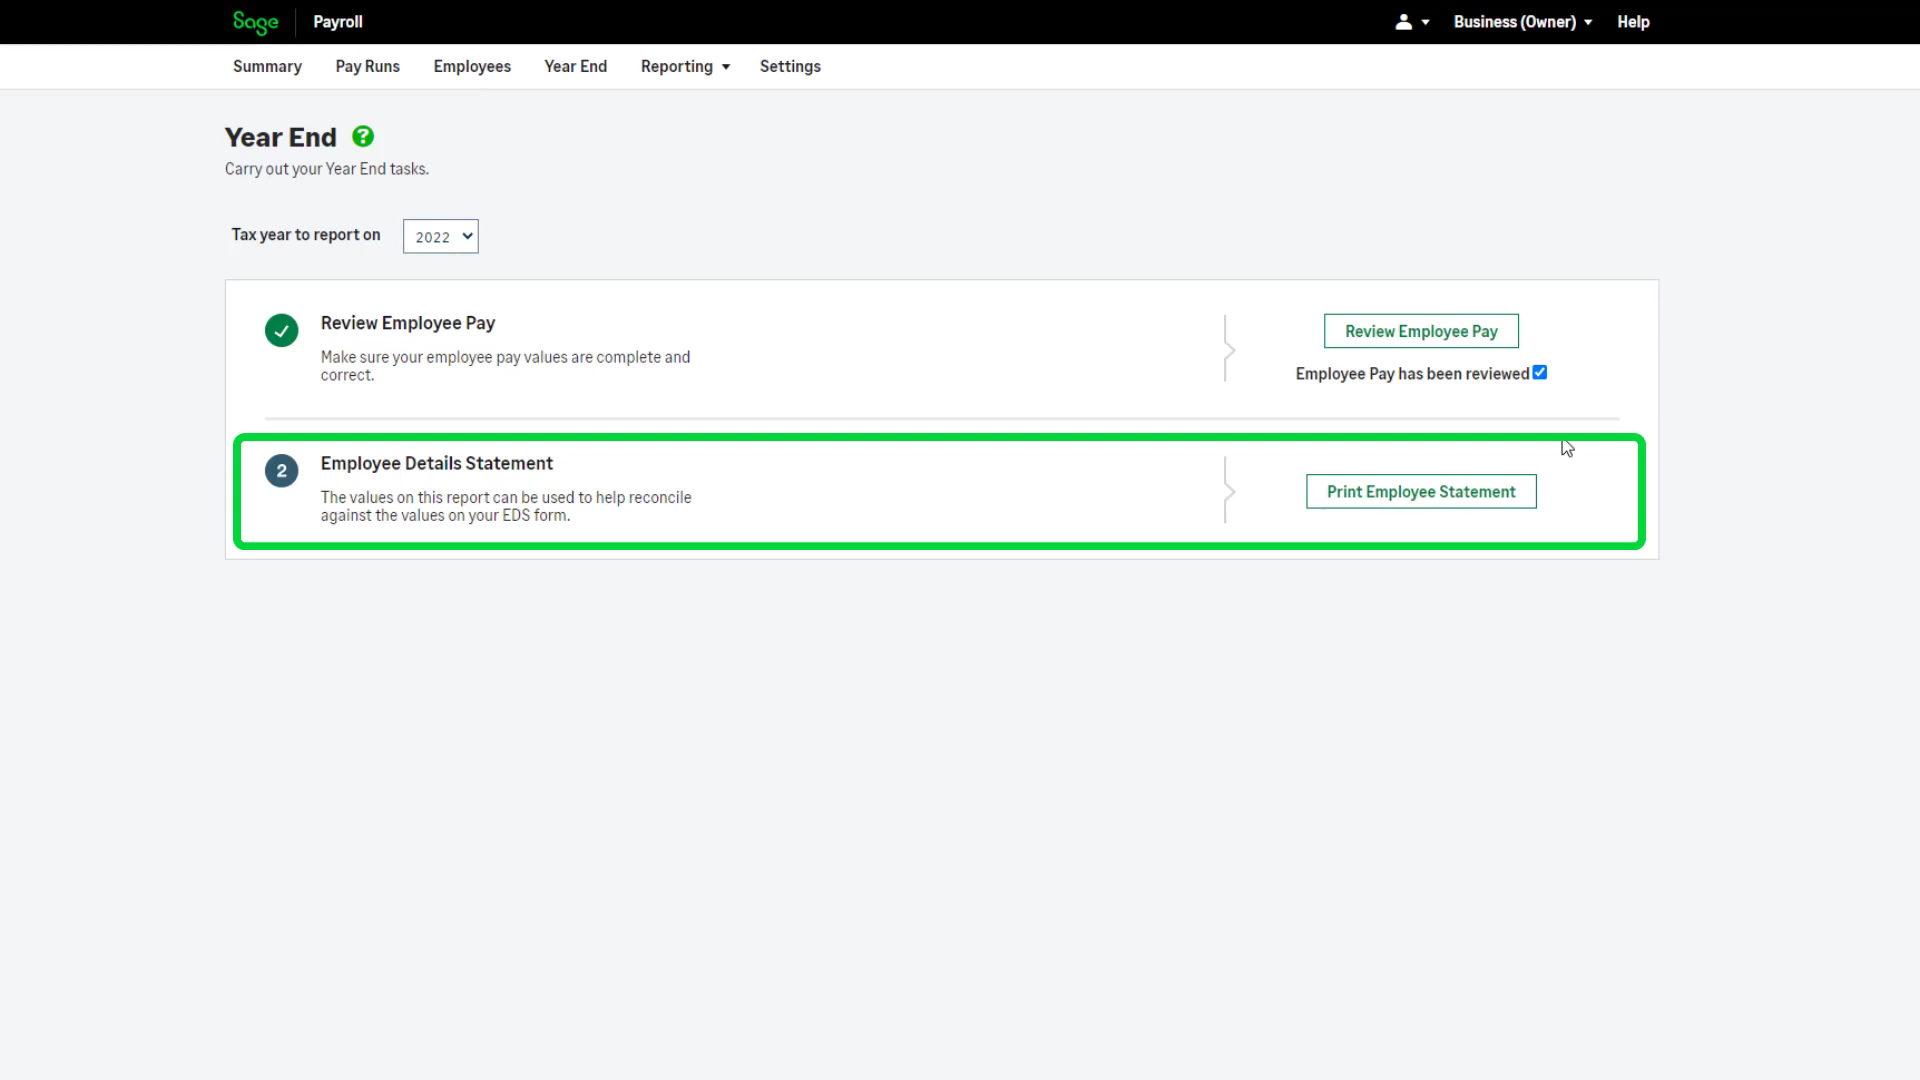 Sage Payroll Business (Owner) Help
Summary Pay Runs Employees Year End Reporting Settings
Year End ?
Carry out your Year End tasks.
Tax year to report on 2022
Review Employee Pay
Make sure your employee pay values are complete and
correct.
Review Employee Pay
Employee Pay has been reviewed
2 Employee Details Statement
The values on this report can be used to help reconcile
against the values on your EDS form.
Print Employee Statement